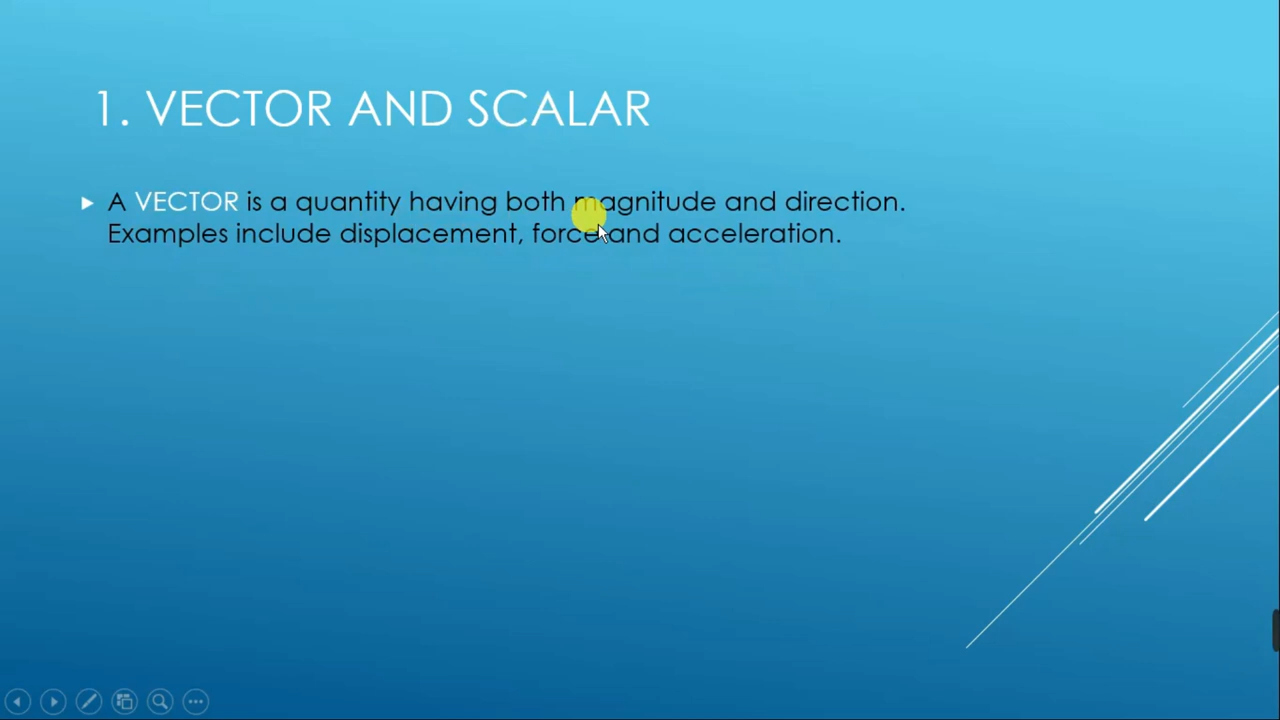 1. VECTOR AND SCALAR
A VECTOR is a quantity having both magnitude and direction.
Examples include displacement, force and acceleration.